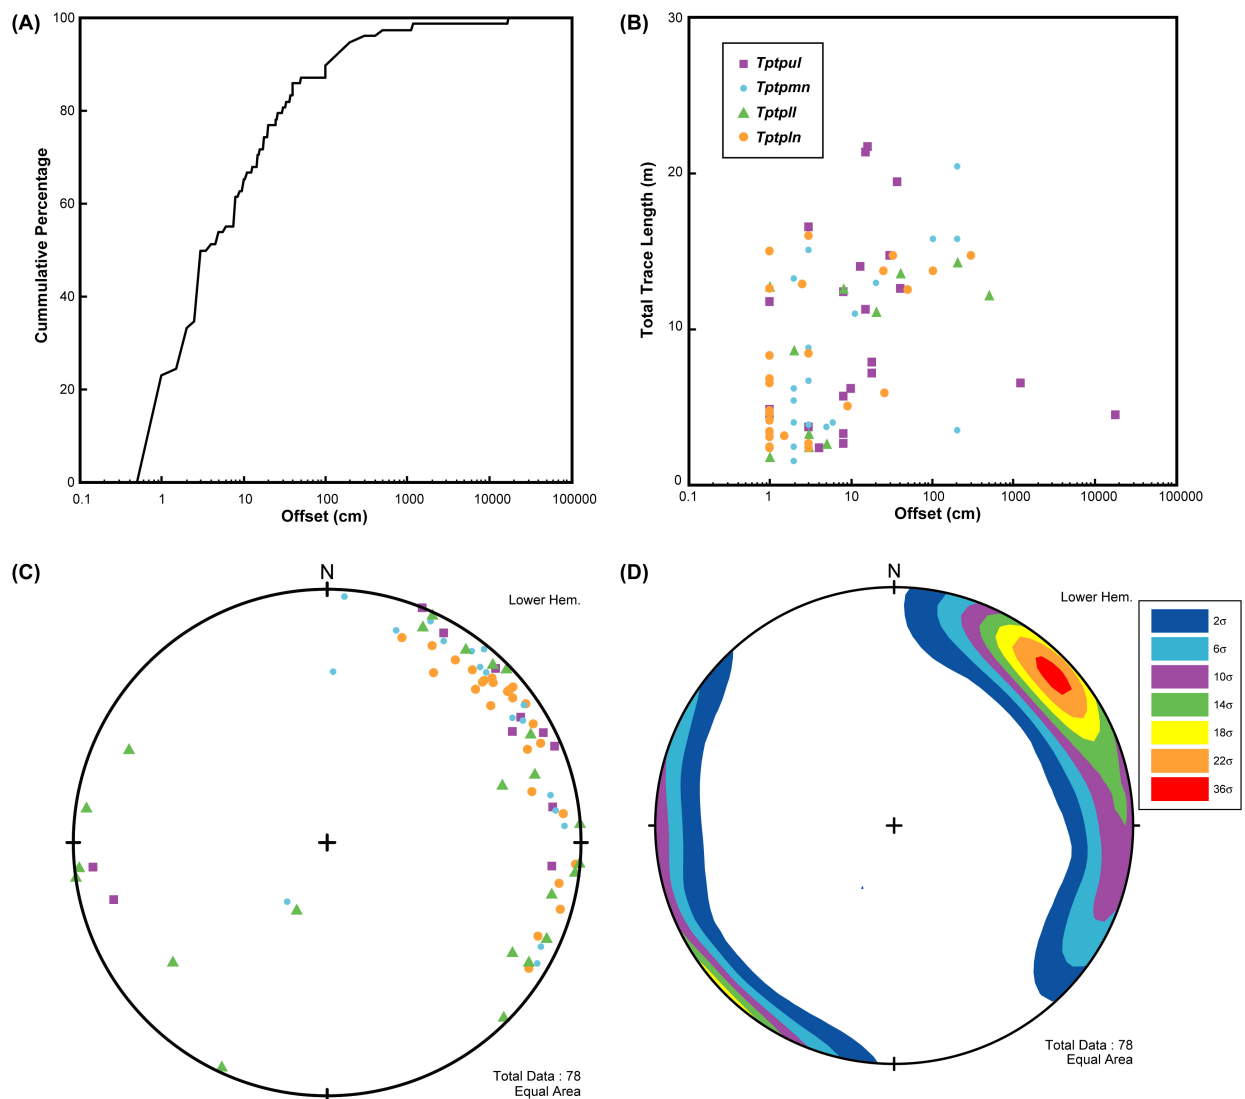 (A)
100
80
60
40
20
0
Cummulative Percentage
0.1
1
10
100
1000
10000
100000
Offset (cm)
(B)
30
20
10
0
Total Trace Length (m)
Tptpul
Tptpmn
Tptpll
Tptpln
0.1
1
10
100
1000
10000
100000
Offset (cm)
(C)
N
Lower Hem.
Total Data : 78
Equal Area
(D)
N
Lower Hem.
2σ
6σ
10σ
14σ
18σ
22σ
36σ
Total Data : 78
Equal Area